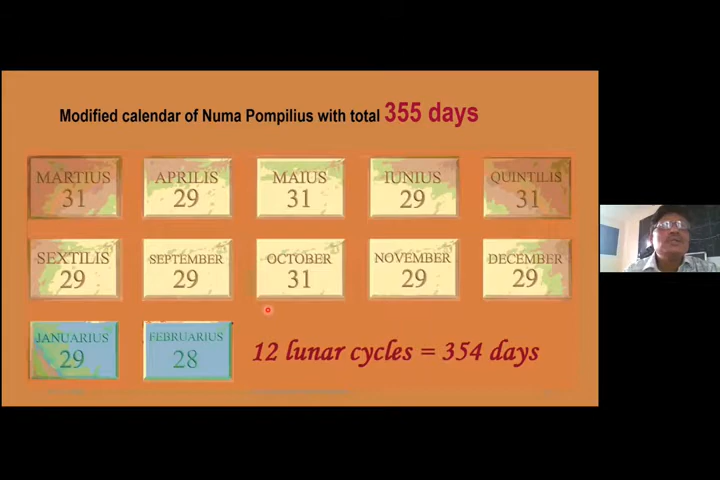 Modified calendar of Numa Pompilius with total 355 days
MARTIUS APRILIS MAIUS IUNIUS QUINTILIS
31 29 31 29 31
SEXTILIS SEPTEMBER OCTOBER NOVEMBER DECEMBER
29 29 31 29 29
JANUARIUS FEBRUARIUS
29 28
12 lunar cycles = 354 days